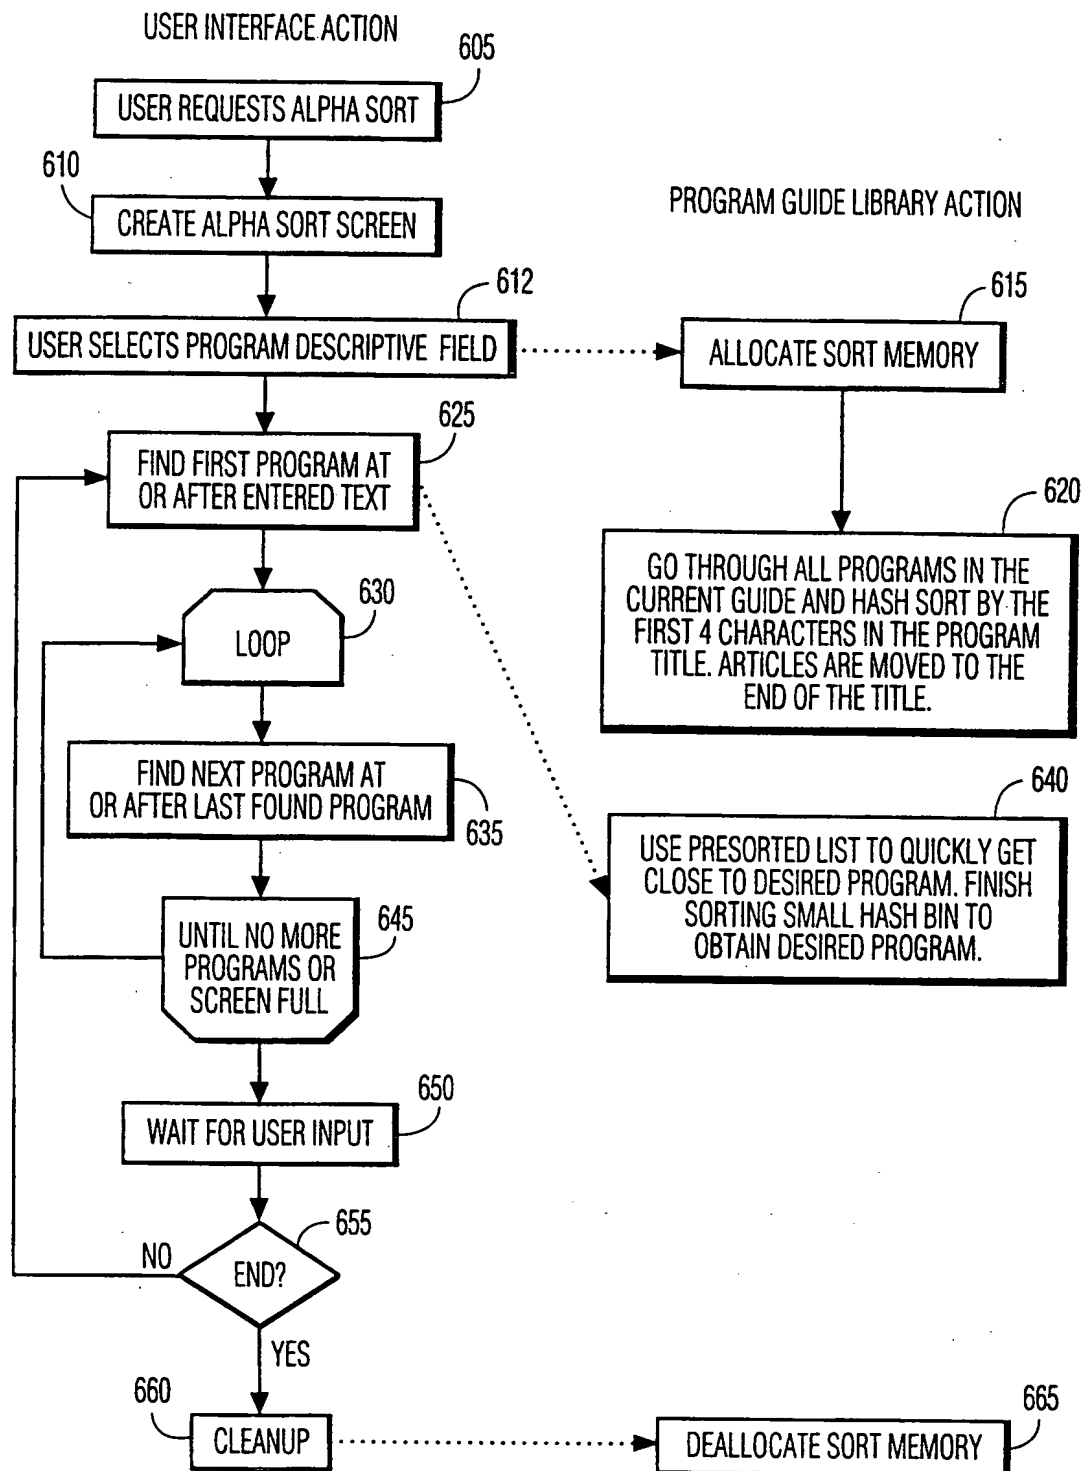 USER INTERFACE ACTION
605
USER REQUESTS ALPHA SORT
610
CREATE ALPHA SORT SCREEN
PROGRAM GUIDE LIBRARY ACTION
612
USER SELECTS PROGRAM DESCRIPTIVE FIELD
615
ALLOCATE SORT MEMORY
625
FIND FIRST PROGRAM AT
OR AFTER ENTERED TEXT
620
GO THROUGH ALL PROGRAMS IN THE
CURRENT GUIDE AND HASH SORT BY THE
FIRST 4 CHARACTERS IN THE PROGRAM
TITLE. ARTICLES ARE MOVED TO THE
END OF THE TITLE.
630
LOOP
FIND NEXT PROGRAM AT
OR AFTER LAST FOUND PROGRAM
635
640
USE PRESORTED LIST TO QUICKLY GET
CLOSE TO DESIRED PROGRAM. FINISH
SORTING SMALL HASH BIN TO
OBTAIN DESIRED PROGRAM.
645
UNTIL NO MORE
PROGRAMS OR
SCREEN FULL
650
WAIT FOR USER INPUT
655
NO
END?
YES
660
CLEANUP
665
DEALLOCATE SORT MEMORY